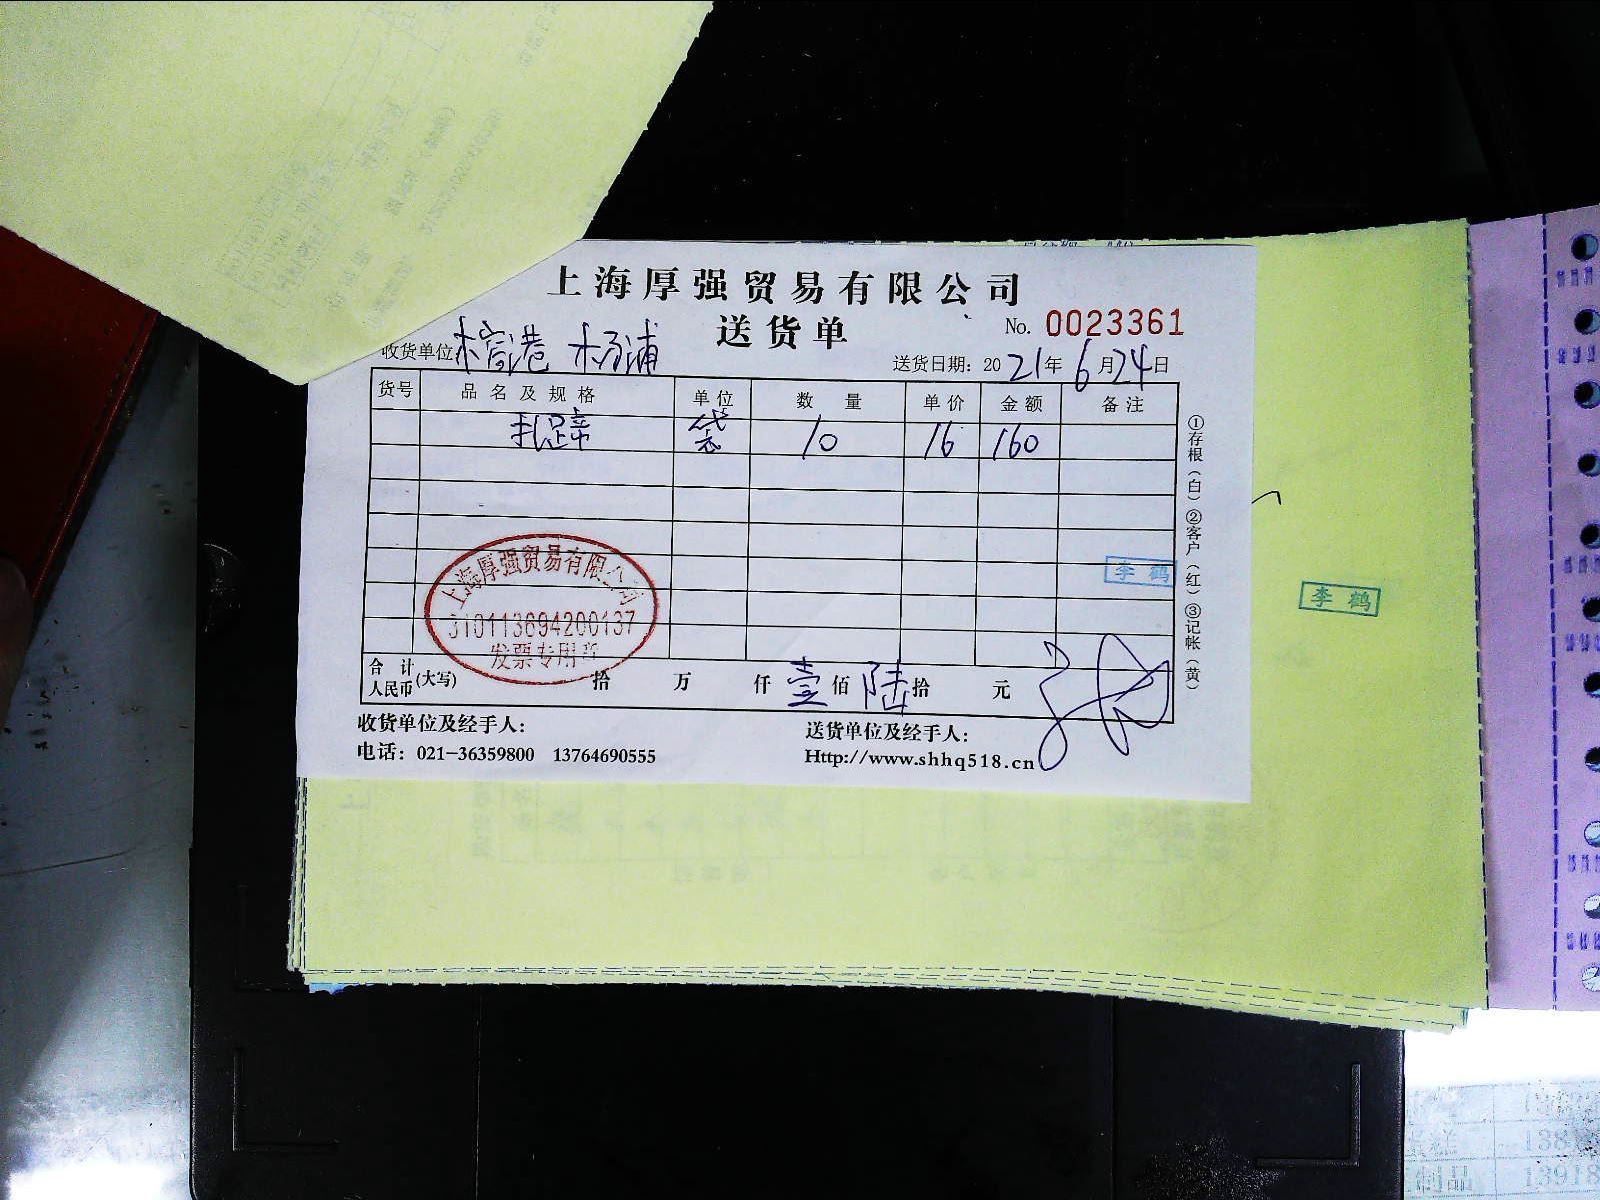 上海厚强贸易有限公司
送货单
No. 0023361
收货单位 杨浦
送货日期：2021年6月24日
货号 品名及规格 单位 数量 单价 金额 备注
扎蹄 袋 10 16 160
①存根（白）②客户（红）③记帐（黄）
李鹤
李鹤
上海厚强贸易有限公司
310113694200137
发票专用章
合计人民币(大写) 拾 万 仟 壹 佰 陆 拾 元
收货单位及经手人：
送货单位及经手人：
电话：021-36359800 13764690555
Http://www.shhq518.cn